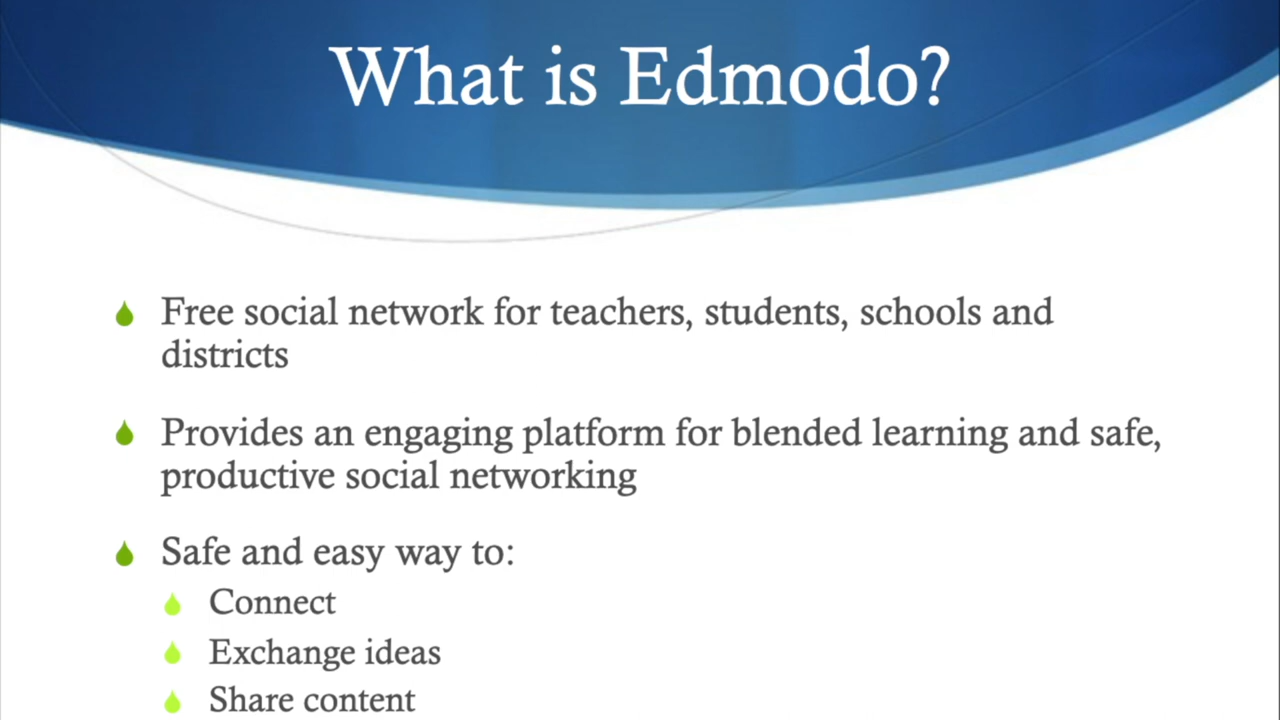 What is Edmodo?
Free social network for teachers, students, schools and
districts
Provides an engaging platform for blended learning and safe,
productive social networking
Safe and easy way to:
Connect
Exchange ideas
Share content